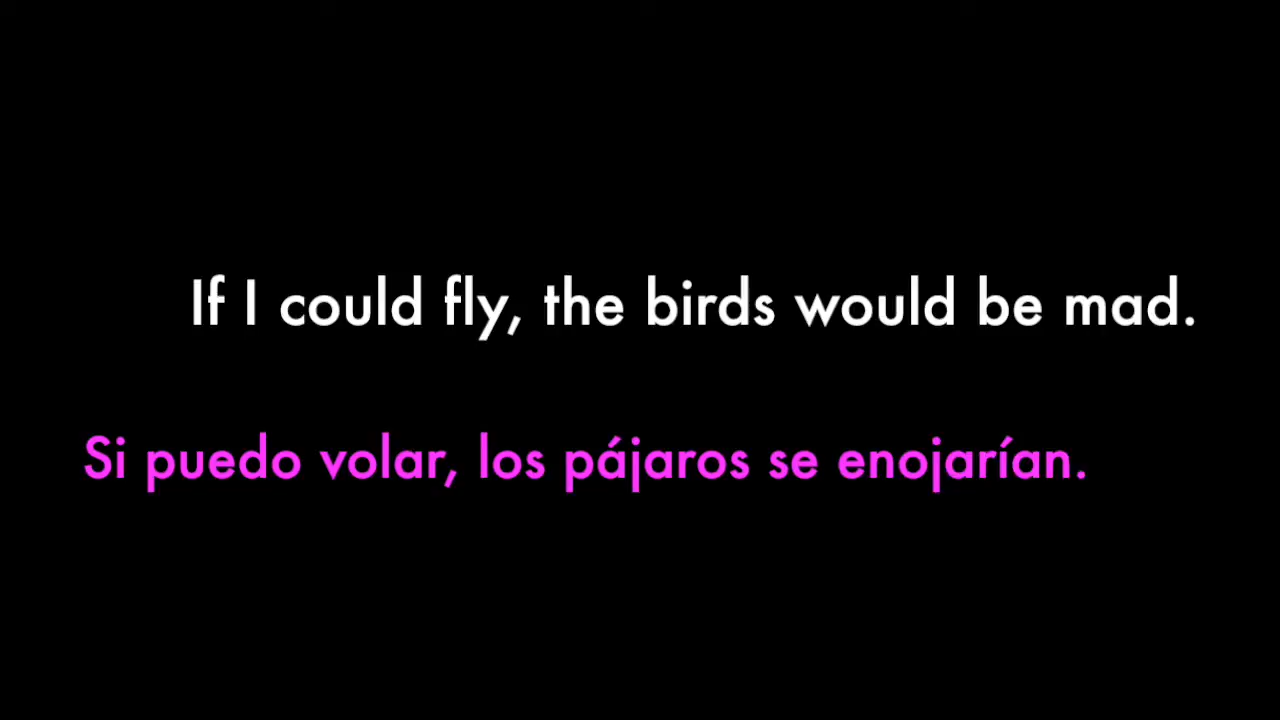 If I could fly, the birds would be mad.
Si puedo volar, los pájaros se enojarían.